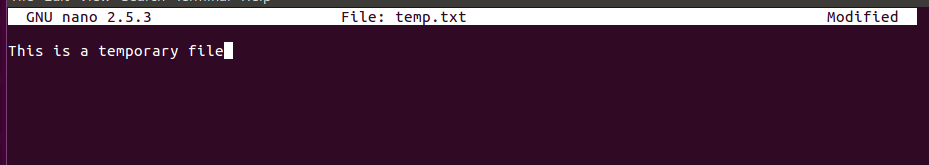 GNU nano 2.5.3 File: temp.txt Modified
This is a temporary file